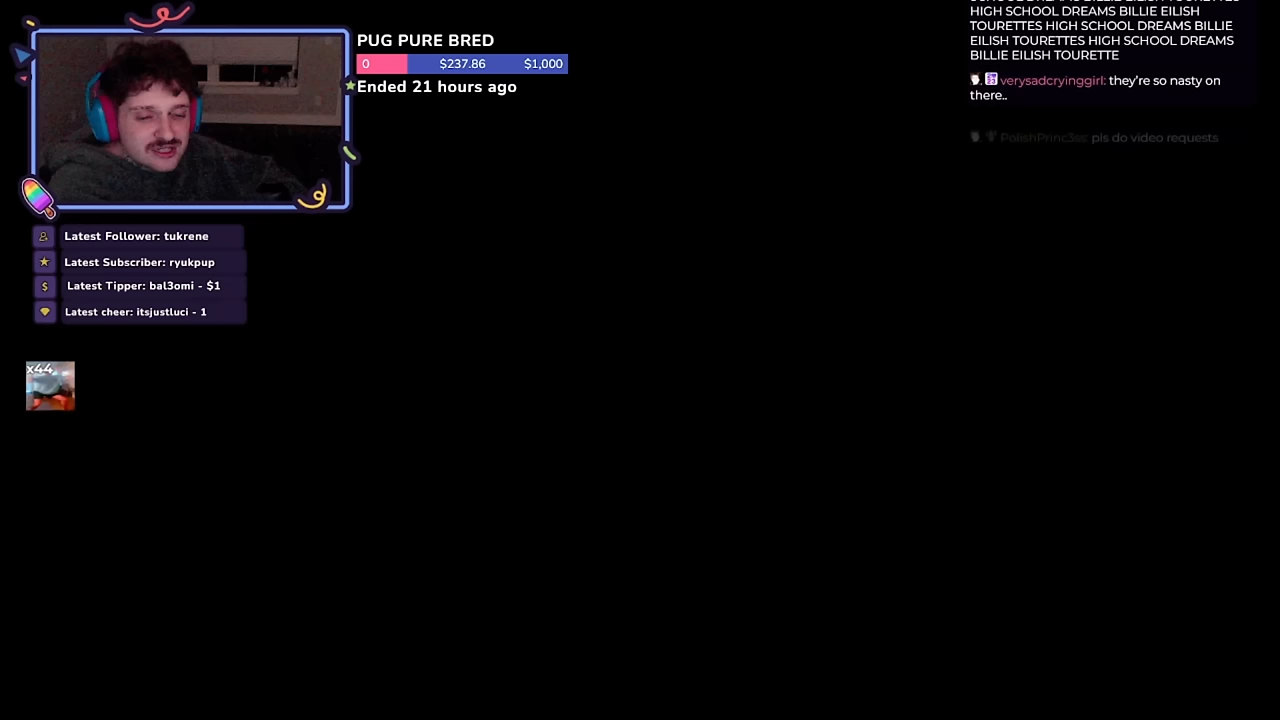 PUG PURE BRED
0 $237.86 $1,000
Ended 21 hours ago
Latest Follower: tukrene
Latest Subscriber: ryukpup
Latest Tipper: bal3omi - $1
Latest cheer: itsjustluci - 1
x44
HIGH SCHOOL DREAMS BILLIE EILISH
TOURETTES HIGH SCHOOL DREAMS BILLIE
EILISH TOURETTES HIGH SCHOOL DREAMS
BILLIE EILISH TOURETTE
verysadcryinggirl: they're so nasty on
there..
PolishPrinc3ss: pls do video requests